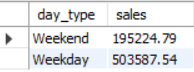 day_type sales
Weekend 195224.79
Weekday 503587.54